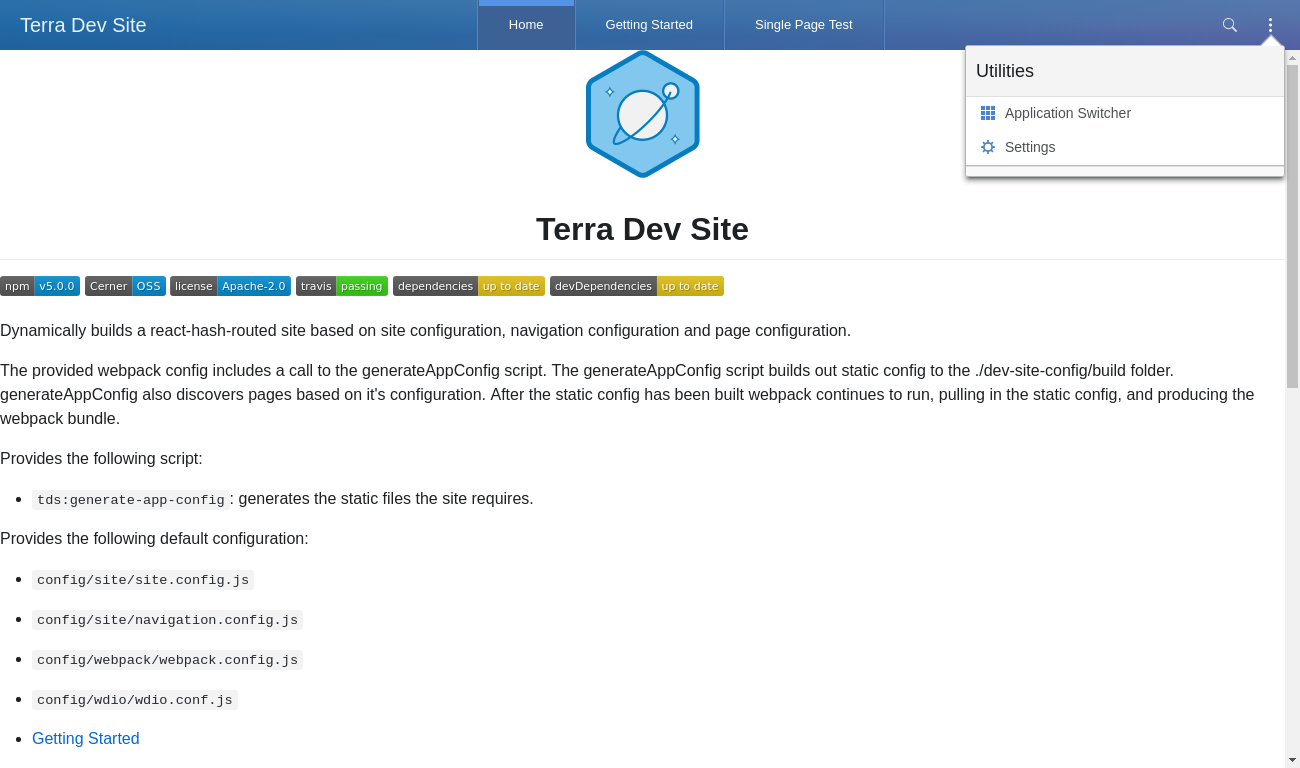 Terra Dev Site
Home
Getting Started
Single Page Test
Utilities
Application Switcher
Settings
Terra Dev Site
npm v5.0.0 Cerner OSS license Apache-2.0 travis passing dependencies up to date devDependencies up to date
Dynamically builds a react-hash-routed site based on site configuration, navigation configuration and page configuration.
The provided webpack config includes a call to the generateAppConfig script. The generateAppConfig script builds out static config to the ./dev-site-config/build folder.
generateAppConfig also discovers pages based on it's configuration. After the static config has been built webpack continues to run, pulling in the static config, and producing the
webpack bundle.
Provides the following script:
tds:generate-app-config: generates the static files the site requires.
Provides the following default configuration:
config/site/site.config.js
config/site/navigation.config.js
config/webpack/webpack.config.js
config/wdio/wdio.conf.js
Getting Started